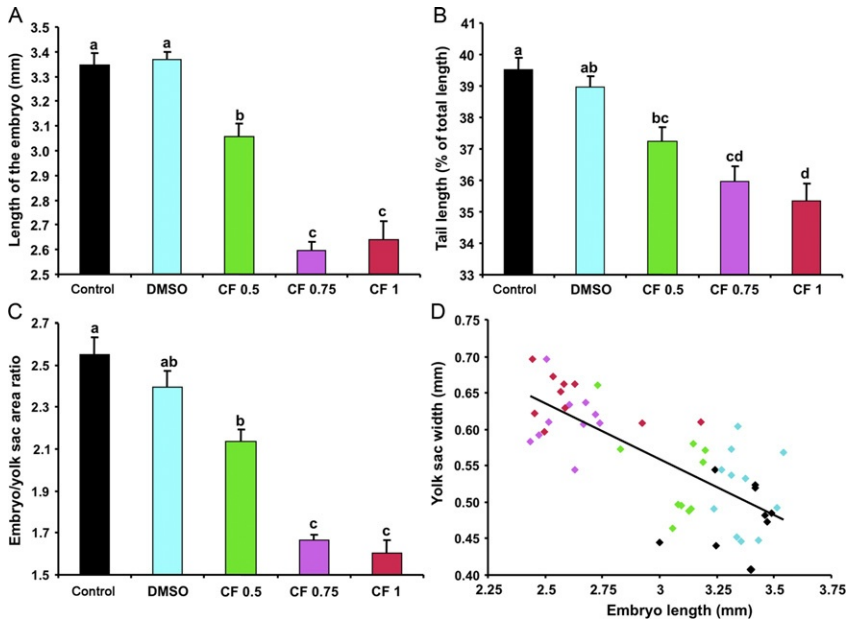 A
Length of the embryo (mm)
3.5
3.4
3.3
3.2
3.1
3.0
2.9
2.8
2.7
2.6
2.5
a
a
b
c
c
Control
DMSO
CF 0.5
CF 0.75
CF 1
B
Tail length (% of total length)
41
40
39
38
37
36
35
34
33
a
ab
bc
cd
d
Control
DMSO
CF 0.5
CF 0.75
CF 1
C
Embryo/yolk sac area ratio
2.7
2.5
2.3
2.1
1.9
1.7
1.5
a
ab
b
c
c
Control
DMSO
CF 0.5
CF 0.75
CF 1
D
Yolk sac width (mm)
0.75
0.70
0.65
0.60
0.55
0.50
0.45
0.40
2.25
2.5
2.75
3
3.25
3.5
3.75
Embryo length (mm)